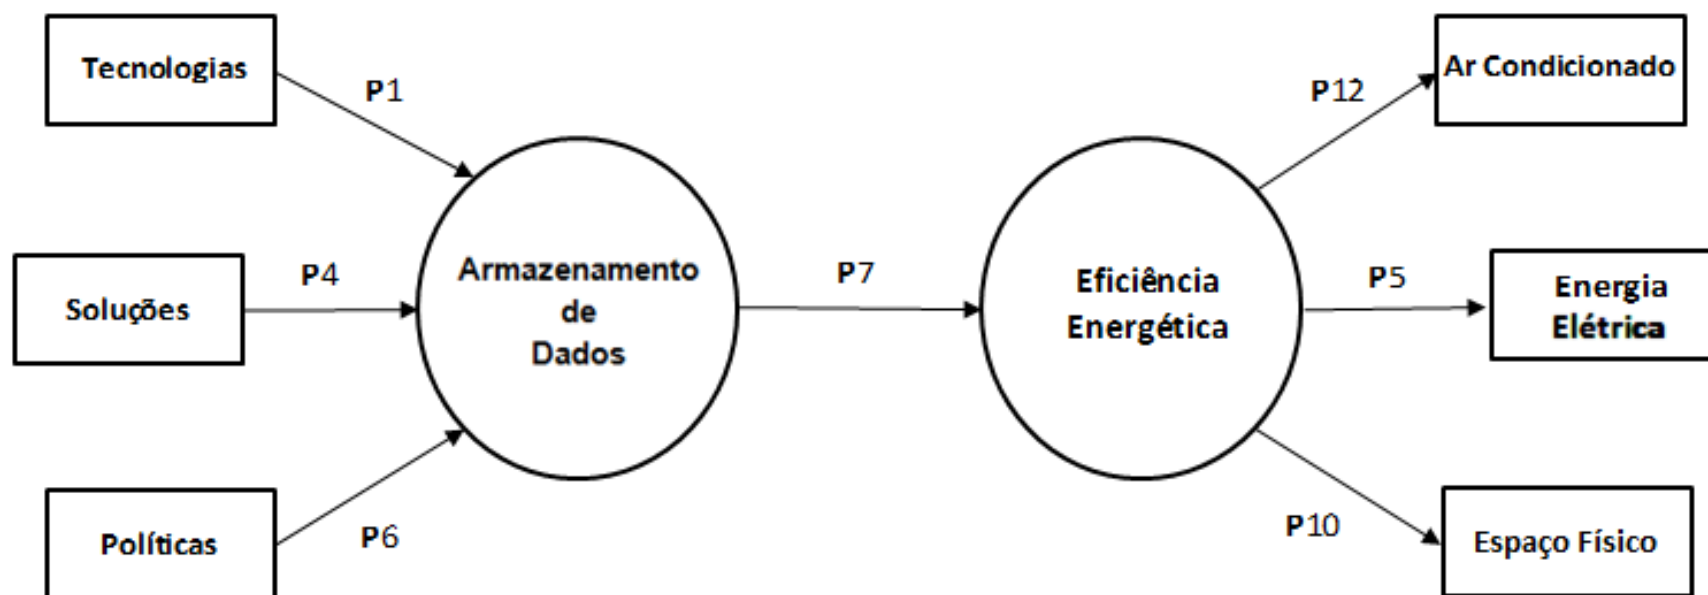 Tecnologias
P1
P12
Ar Condicionado
Soluções
P4
Armazenamento
de
Dados
P7
Eficiência
Energética
P5
Energia
Elétrica
Políticas
P6
P10
Espaço Físico